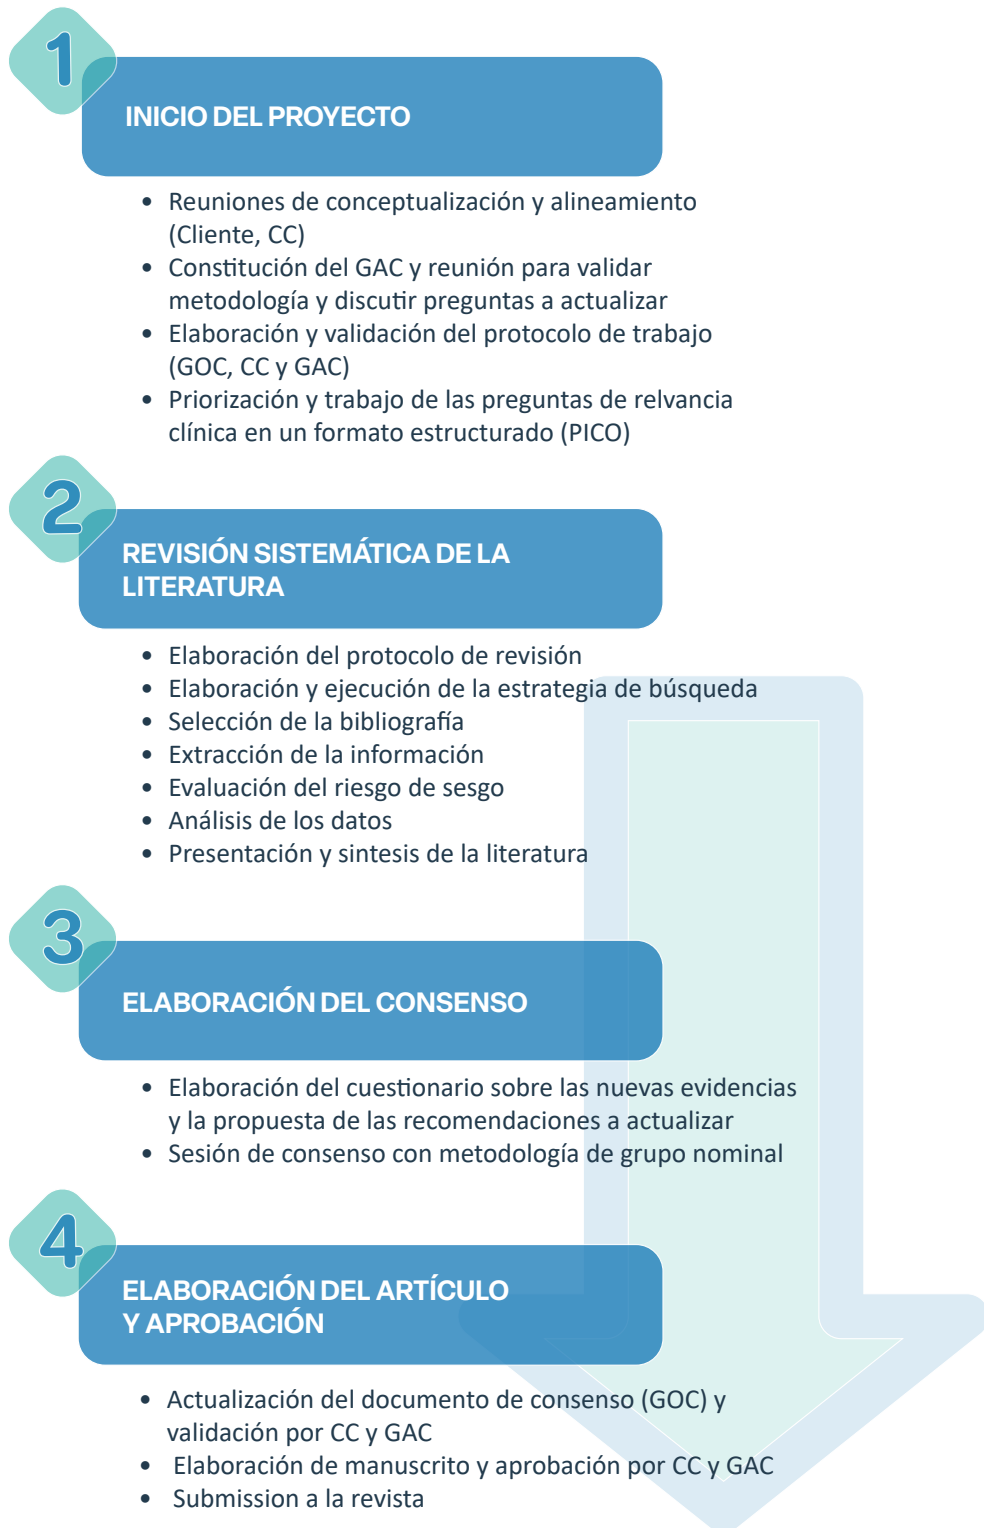 1
INICIO DEL PROYECTO
• Reuniones de conceptualización y alineamiento
(Cliente, CC)
• Constitución del GAC y reunión para validar
metodología y discutir preguntas a actualizar
• Elaboración y validación del protocolo de trabajo
(GOC, CC y GAC)
• Priorización y trabajo de las preguntas de relvancia
clínica en un formato estructurado (PICO)
2
REVISIÓN SISTEMÁTICA DE LA
LITERATURA
• Elaboración del protocolo de revisión
• Elaboración y ejecución de la estrategia de búsqueda
• Selección de la bibliografía
• Extracción de la información
• Evaluación del riesgo de sesgo
• Análisis de los datos
• Presentación y sintesis de la literatura
3
ELABORACIÓN DEL CONSENSO
• Elaboración del cuestionario sobre las nuevas evidencias
y la propuesta de las recomendaciones a actualizar
• Sesión de consenso con metodología de grupo nominal
4
ELABORACIÓN DEL ARTÍCULO
Y APROBACIÓN
• Actualización del documento de consenso (GOC) y
validación por CC y GAC
• Elaboración de manuscrito y aprobación por CC y GAC
• Submission a la revista